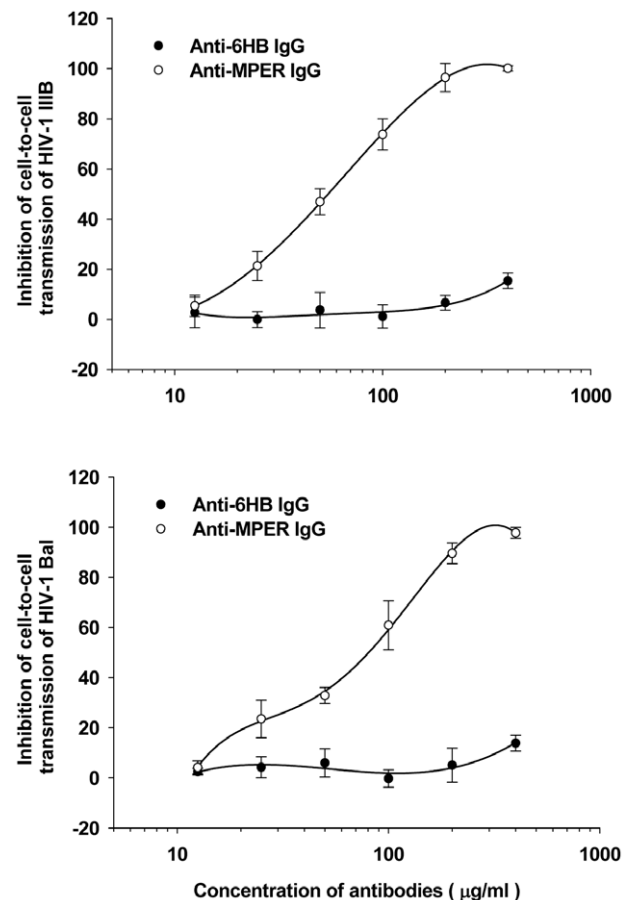 120
Anti-6HB IgG
100
Anti-MPER IgG
80
60
40
20
0
-20
Inhibition of cell-to-cell
transmission of HIV-1 IIIB
10 100 1000
120
Anti-6HB IgG
100
Anti-MPER IgG
80
60
40
20
0
-20
Inhibition of cell-to-cell
transmission of HIV-1 Bal
10 100 1000
Concentration of antibodies ( μg/ml )